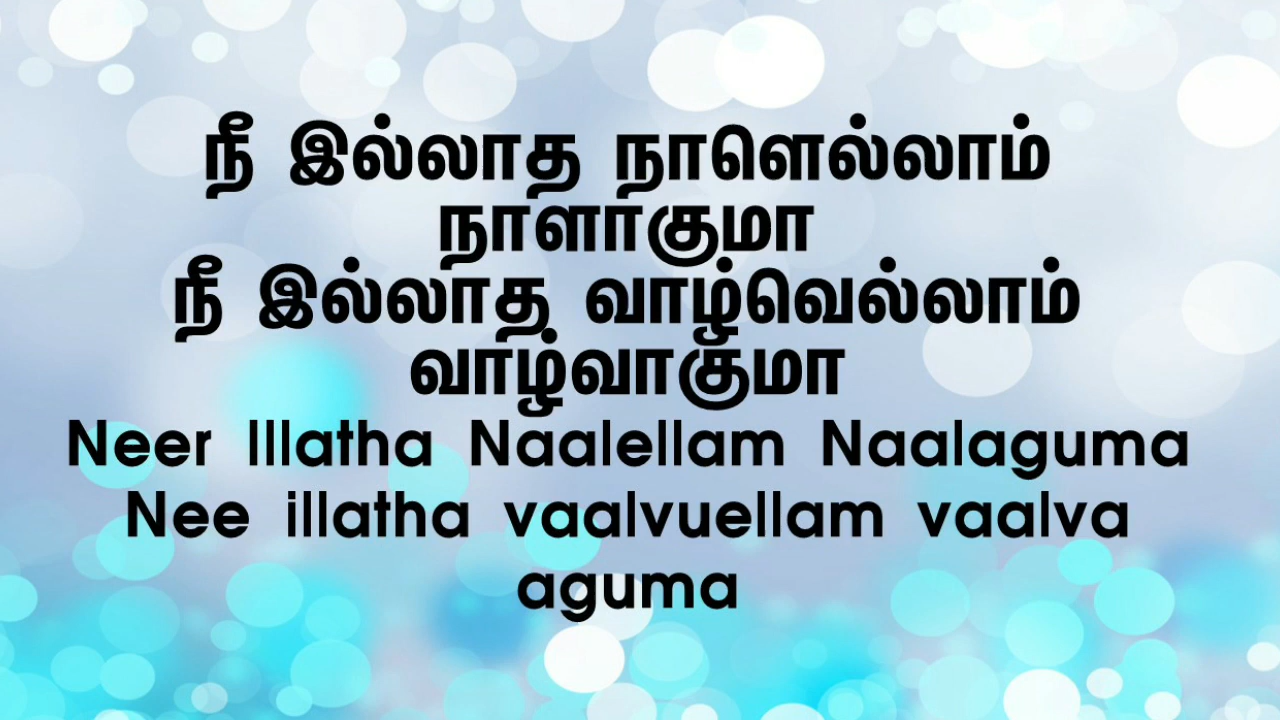 நீ இல்லாத நாளெல்லாம்
நாளாகுமா
நீ இல்லாத வாழ்வெல்லாம்
வாழ்வாகுமா
Neer Illatha Naalellam Naalaguma
Nee illatha vaalvuellam vaalva
aguma